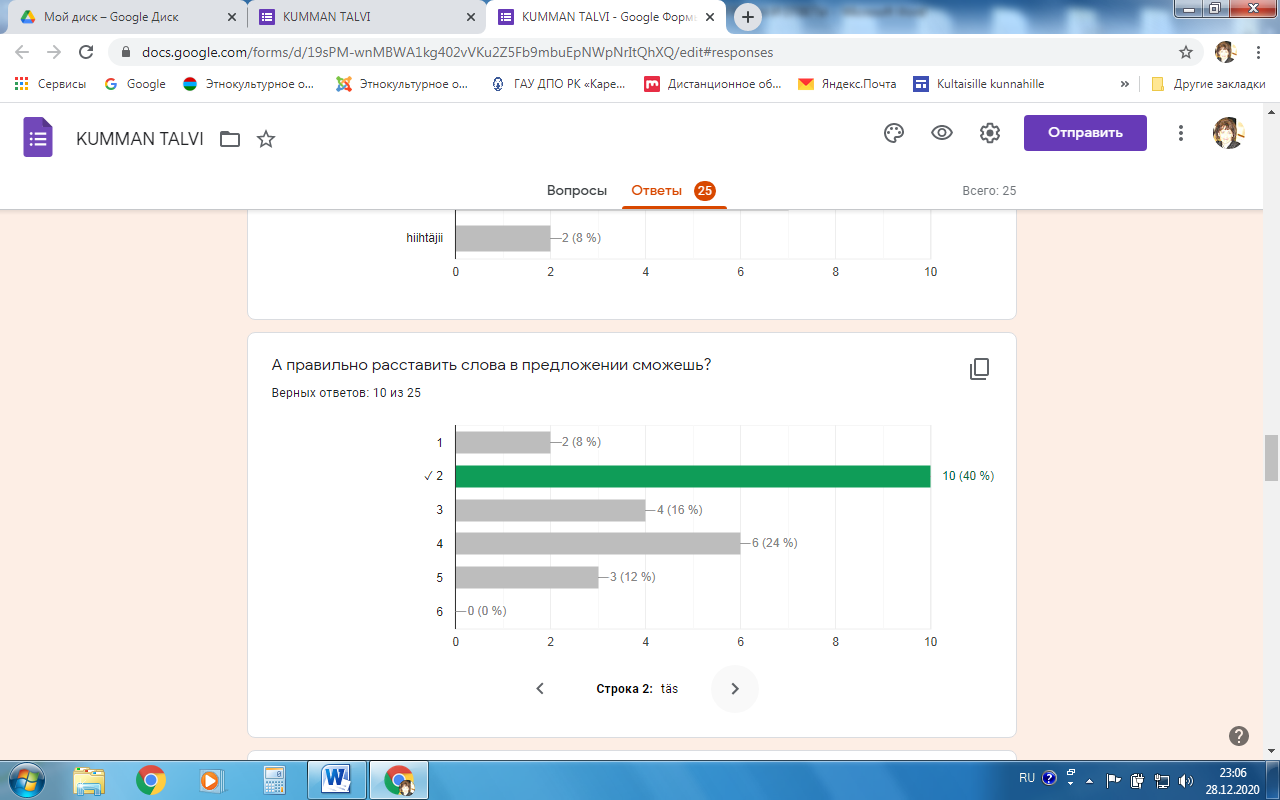 Мой диск – Google Диск
KUMMAN TALVI
KUMMAN TALVI - Google Форм
docs.google.com/forms/d/19sPM-wnMBWA1kg402vVKu2Z5Fb9mbuEpNWpNrItQhXQ/edit#responses
Сервисы Google Этнокультурное о... Этнокультурное о... ГАУ ДПО РК «Каре... Дистанционное об... Яндекс.Почта Kultaisille kunnahille » Другие закладки
KUMMAN TALVI Отправить
Вопросы Ответы 25 Всего: 25
hiihtäjii 2 (8 %)
0 2 4 6 8 10
А правильно расставить слова в предложении сможешь?
Верных ответов: 10 из 25
1 2 (8 %)
✓ 2 10 (40 %)
3 4 (16 %)
4 6 (24 %)
5 3 (12 %)
6 0 (0 %)
0 2 4 6 8 10
Строка 2: täs
RU 23:06
28.12.2020